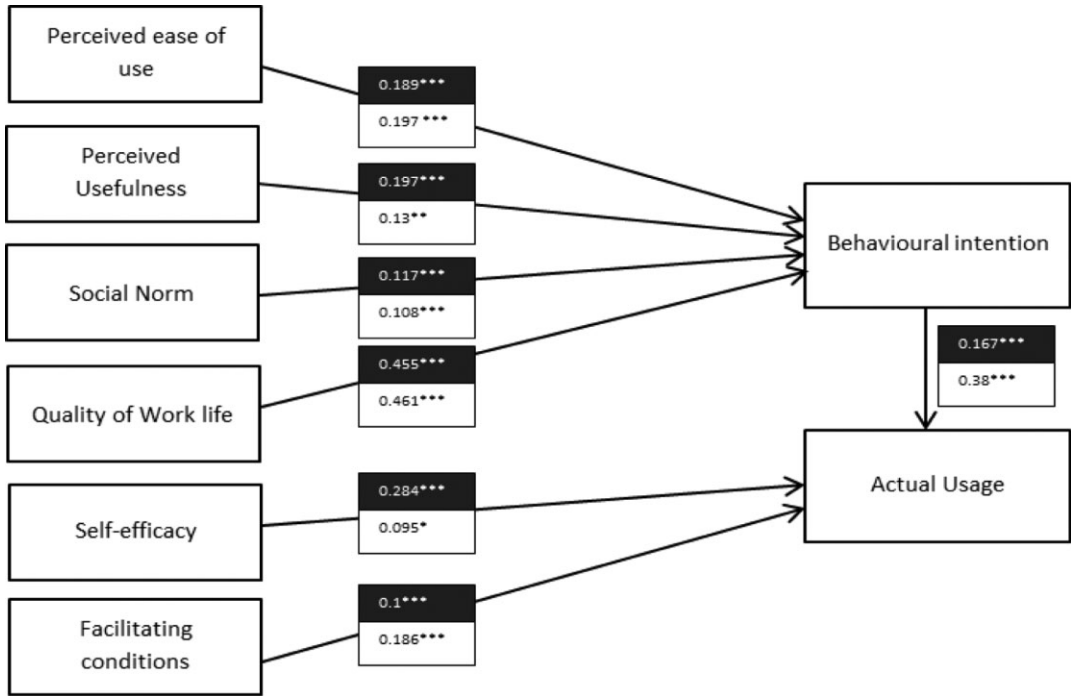 Perceived ease of
use
0.189***
0.197 ***
Perceived
Usefulness
0.197***
0.13**
Behavioural intention
Social Norm
0.117***
0.108***
0.167***
0.38***
Quality of Work life
0.455***
0.461***
Self-efficacy
0.284***
0.095*
Actual Usage
Facilitating
conditions
0.1***
0.186***